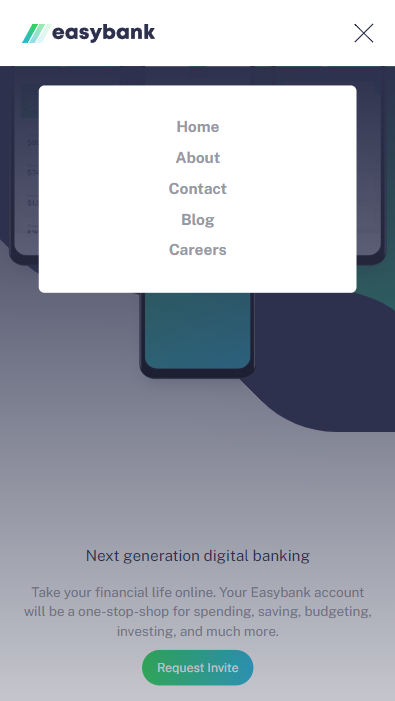 easybank
Home
About
Contact
Blog
Careers
Next generation digital banking
Take your financial life online. Your Easybank account
will be a one-stop-shop for spending, saving, budgeting,
investing, and much more.
Request Invite